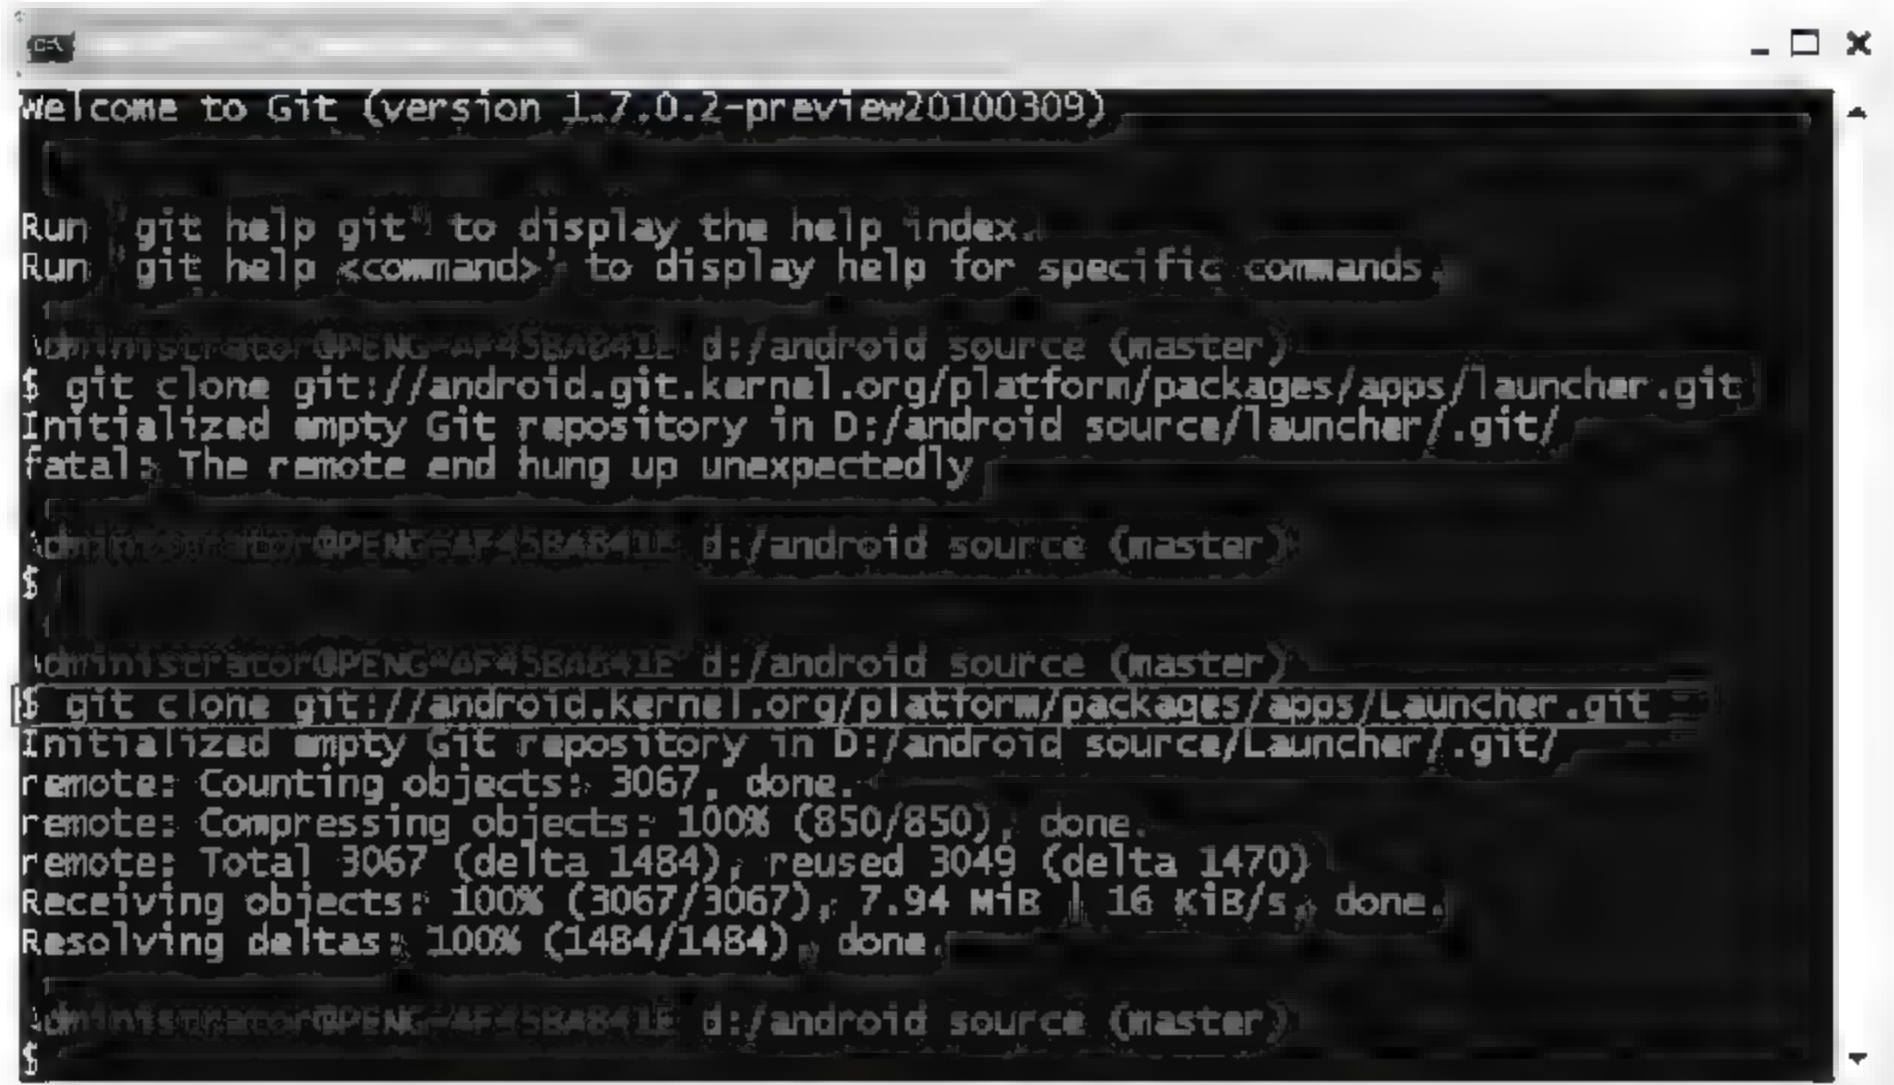 Welcome to Git (version 1.7.0.2-preview20100309)
Run 'git help git' to display the help index.
Run 'git help <command>' to display help for specific commands.
d:/android source (master)
$ git clone git://android.git.kernel.org/platform/packages/apps/launcher.git
Initialized empty Git repository in D:/android source/launcher/.git/
fatal: The remote end hung up unexpectedly
d:/android source (master)
$
d:/android source (master)
$ git clone git://android.kernel.org/platform/packages/apps/Launcher.git
Initialized empty Git repository in D:/android source/Launcher/.git/
remote: Counting objects: 3067, done.
remote: Compressing objects: 100% (850/850), done.
remote: Total 3067 (delta 1484), reused 3049 (delta 1470)
Receiving objects: 100% (3067/3067), 7.94 MiB | 16 KiB/s, done.
Resolving deltas: 100% (1484/1484), done.
d:/android source (master)
$